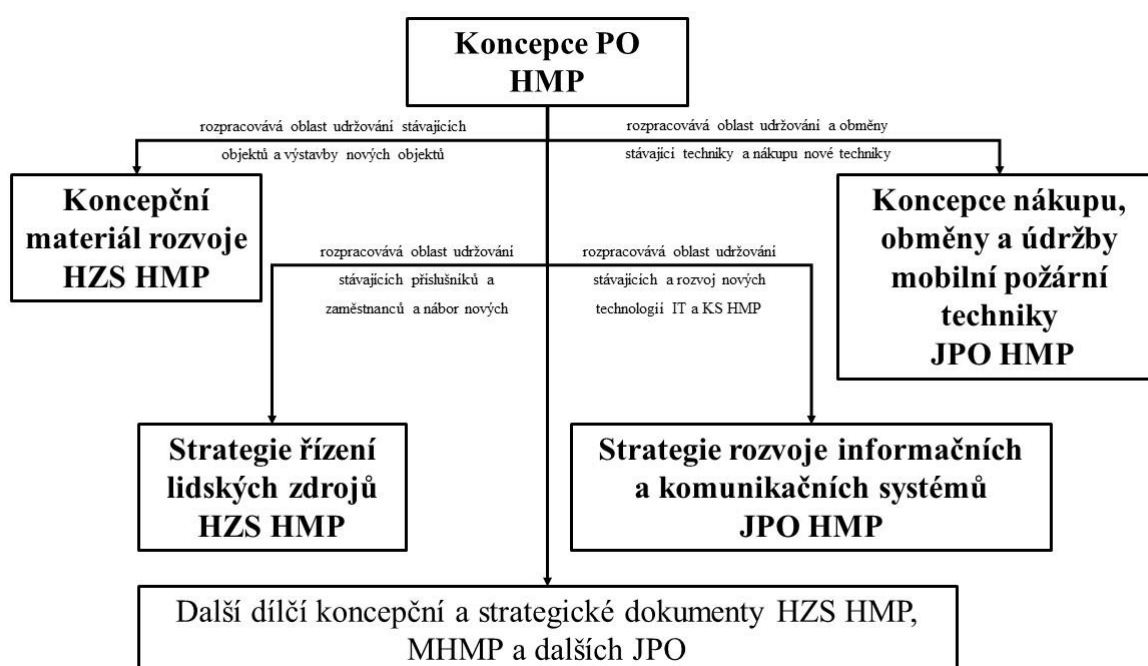 Koncepce PO
HMP
rozpracovává oblast udržování stávajících
objektů a výstavby nových objektů
rozpracovává oblast udržování a obměny
stávající techniky a nákupu nové techniky
Koncepční
materiál rozvoje
HZS HMP
Koncepce nákupu,
obměny a údržby
mobilní požární
techniky
JPO HMP
rozpracovává oblast udržování
stávajících příslušníků a
zaměstnanců a nábor nových
rozpracovává oblast udržování
stávajících a rozvoj nových
technologií IT a KS HMP
Strategie řízení
lidských zdrojů
HZS HMP
Strategie rozvoje informačních
a komunikačních systémů
JPO HMP
Další dílčí koncepční a strategické dokumenty HZS HMP,
MHMP a dalších JPO